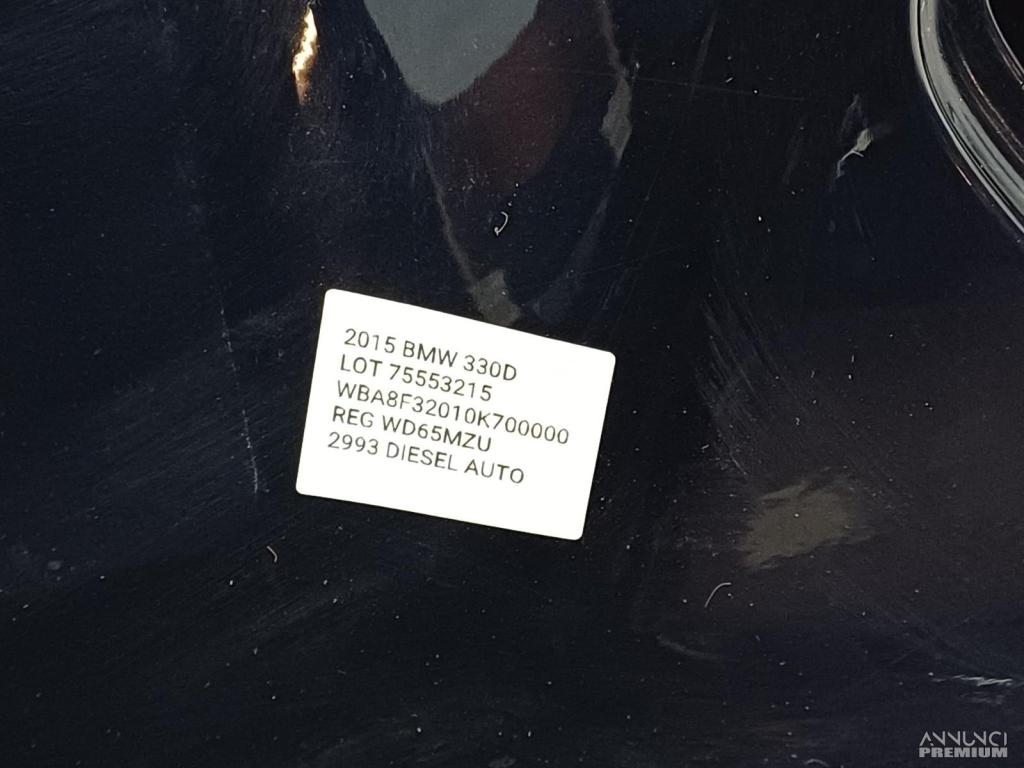 2015 BMW 330D
LOT 75553215
WBA8F32010K700000
REG WD65MZU
2993 DIESEL AUTO
ANNUNCI
PREMIUM